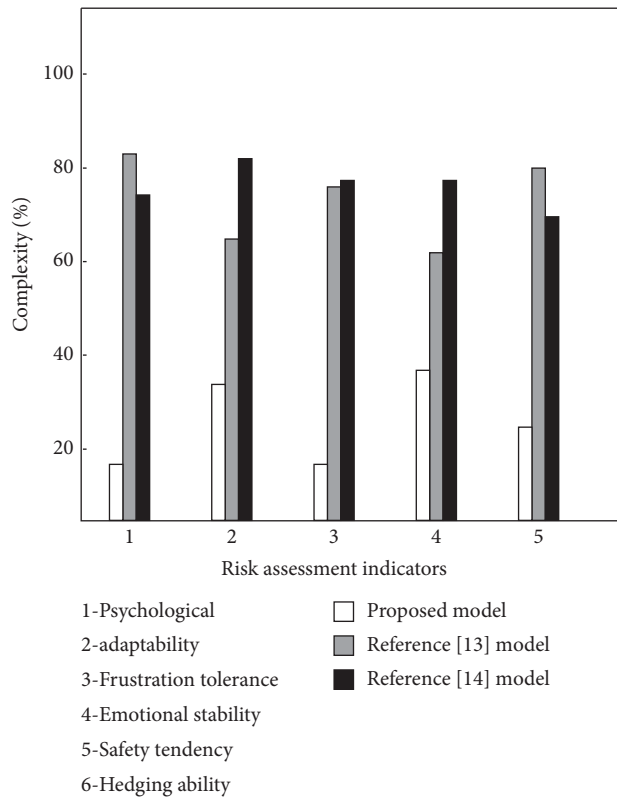 100
80
60
40
20
Complexity (%)
1 2 3 4 5
Risk assessment indicators
1-Psychological
2-adaptability
3-Frustration tolerance
4-Emotional stability
5-Safety tendency
6-Hedging ability
Proposed model
Reference [13] model
Reference [14] model